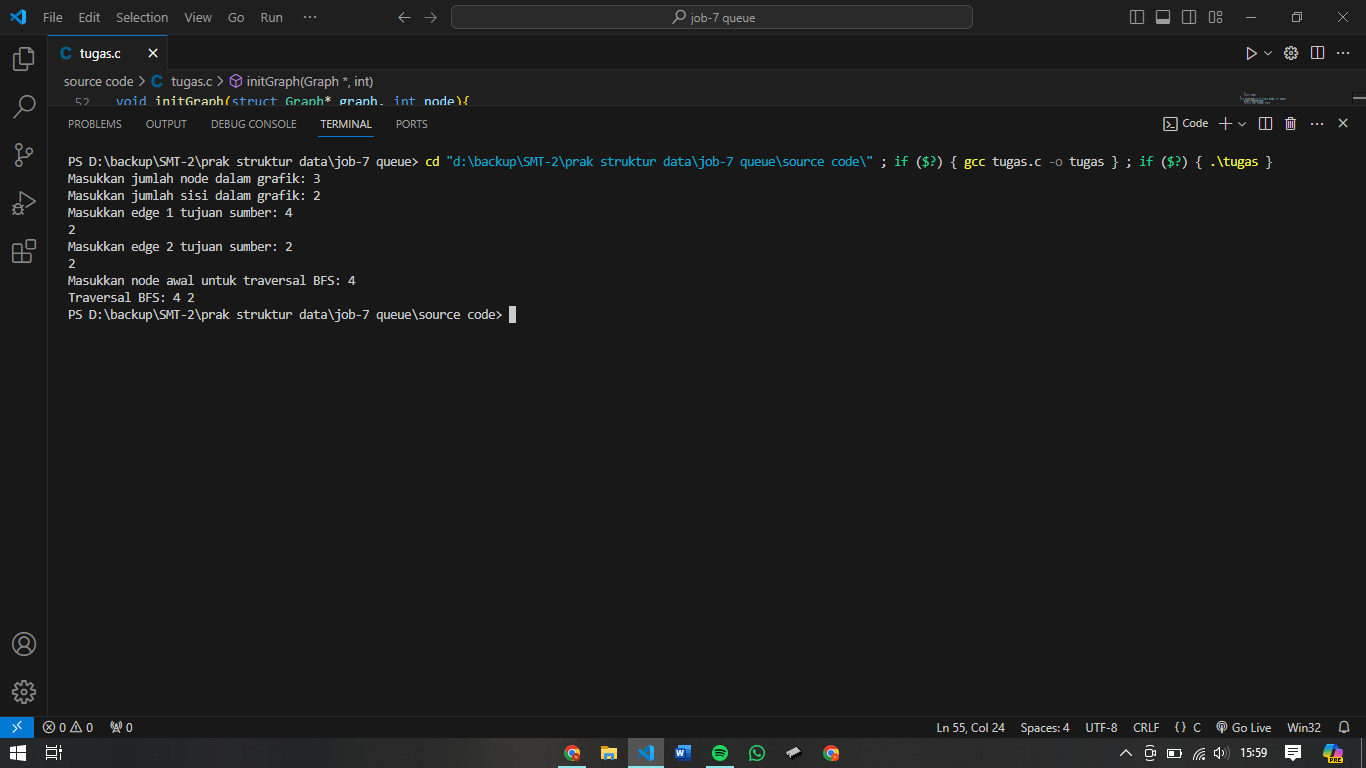 File Edit Selection View Go Run ··· job-7 queue
tugas.c
source code > C tugas.c > initGraph(Graph *, int)
52 void initGraph(struct Graph* graph, int node){
PROBLEMS OUTPUT DEBUG CONSOLE TERMINAL PORTS Code
PS D:\backup\SMT-2\prak struktur data\job-7 queue> cd "d:\backup\SMT-2\prak struktur data\job-7 queue\source code\" ; if ($?) { gcc tugas.c -o tugas } ; if ($?) { .\tugas }
Masukkan jumlah node dalam grafik: 3
Masukkan jumlah sisi dalam grafik: 2
Masukkan edge 1 tujuan sumber: 4
2
Masukkan edge 2 tujuan sumber: 2
2
Masukkan node awal untuk traversal BFS: 4
Traversal BFS: 4 2
PS D:\backup\SMT-2\prak struktur data\job-7 queue\source code>
0 0 0 Ln 55, Col 24 Spaces: 4 UTF-8 CRLF {} C Go Live Win32
15:59 PRE